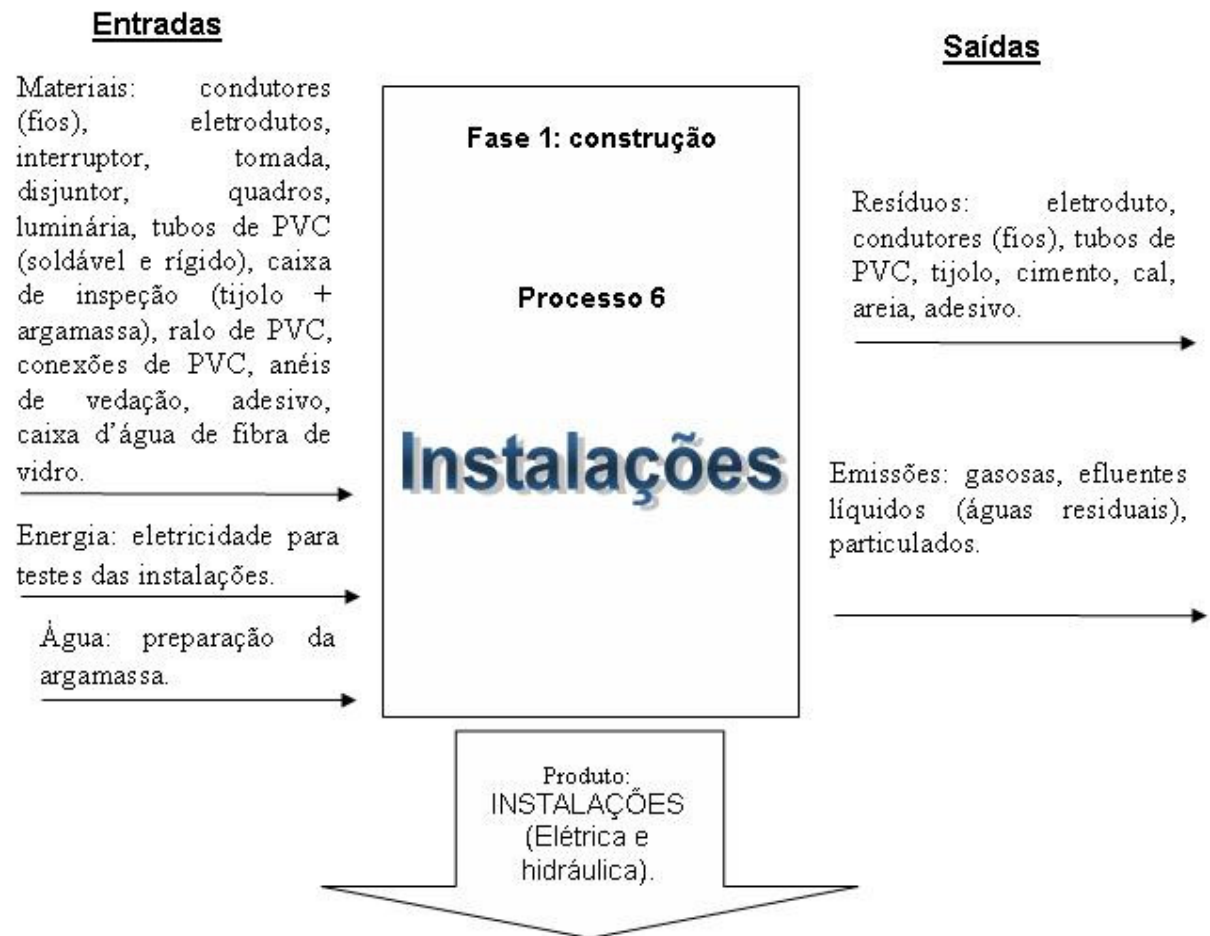 Entradas
Materiais: condutores
(fios), eletrodutos,
interruptor, tomada,
disjuntor, quadros,
luminária, tubos de PVC
(soldável e rígido), caixa
de inspeção (tijolo +
argamassa), ralo de PVC,
conexões de PVC, anéis
de vedação, adesivo,
caixa d'água de fibra de
vidro.
Energia: eletricidade para
testes das instalações.
Água: preparação da
argamassa.
Fase 1: construção
Processo 6
Instalações
Produto:
INSTALAÇÕES
(Elétrica e
hidráulica).
Saídas
Resíduos: eletroduto,
condutores (fios), tubos de
PVC, tijolo, cimento, cal,
areia, adesivo.
Emissões: gasosas, efluentes
líquidos (águas residuais),
particulados.